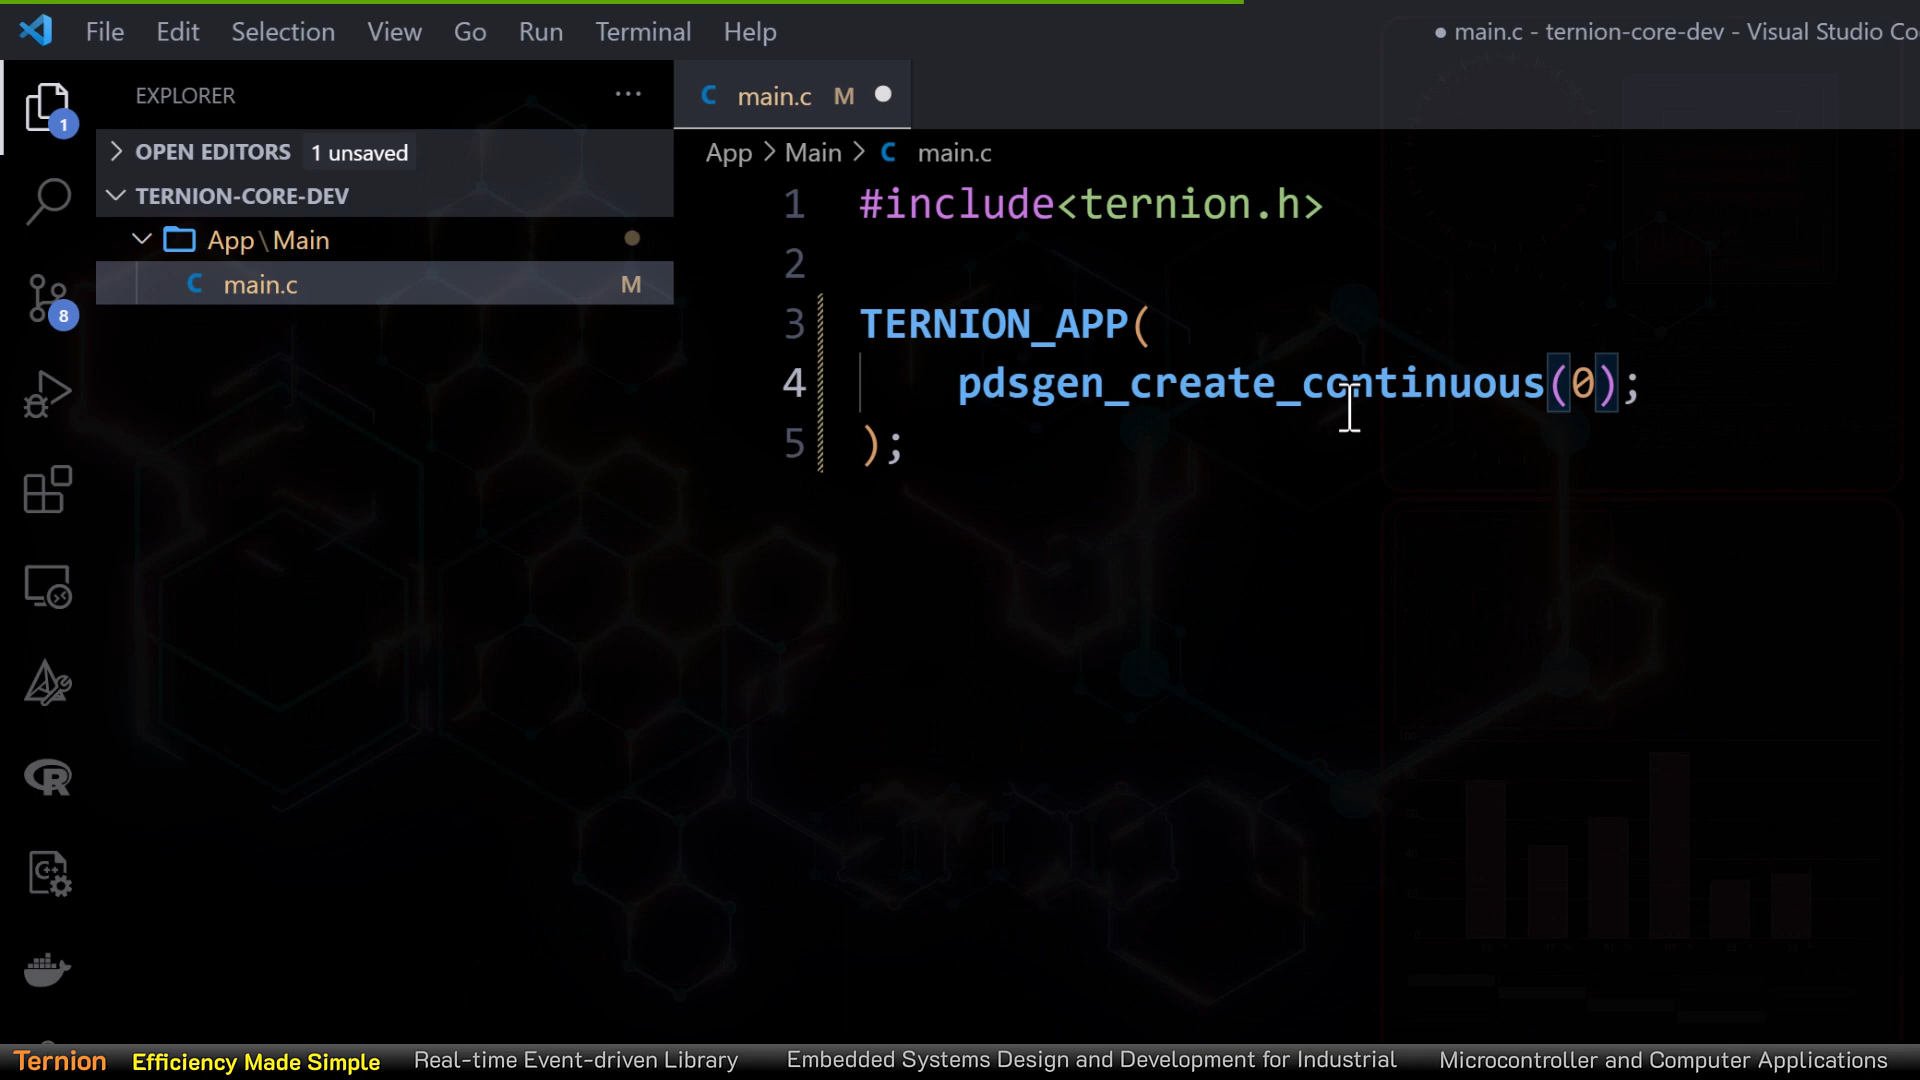 File Edit Selection View Go Run Terminal Help
● main.c - ternion-core-dev - Visual Studio Co
EXPLORER ···
C main.c M
1
OPEN EDITORS 1 unsaved
App > Main > C main.c
TERNION-CORE-DEV
App\Main
C main.c M
8
1 #include<ternion.h>
2
3 TERNION_APP(
4 pdsgen_create_continuous(0);
5 );
R
C++
Ternion Efficiency Made Simple Real-time Event-driven Library Embedded Systems Design and Development for Industrial Microcontroller and Computer Applications